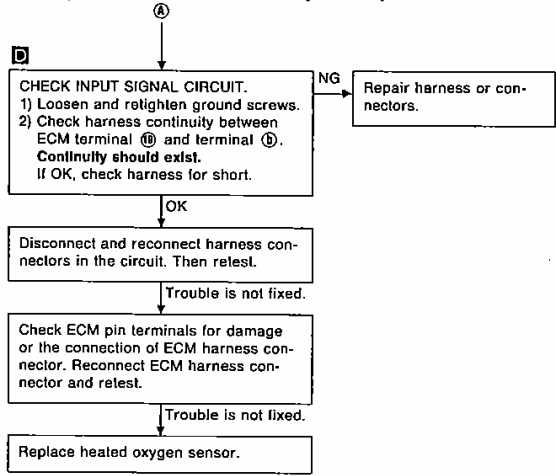 Ⓐ
D
CHECK INPUT SIGNAL CIRCUIT.
1) Loosen and retighten ground screws.
2) Check harness continuity between
ECM terminal ⑲ and terminal ⓑ.
Continuity should exist.
If OK, check harness for short.
NG
Repair harness or con-
nectors.
OK
Disconnect and reconnect harness con-
nectors in the circuit. Then retest.
Trouble is not fixed.
Check ECM pin terminals for damage
or the connection of ECM harness con-
nector. Reconnect ECM harness con-
nector and retest.
Trouble is not fixed.
Replace heated oxygen sensor.